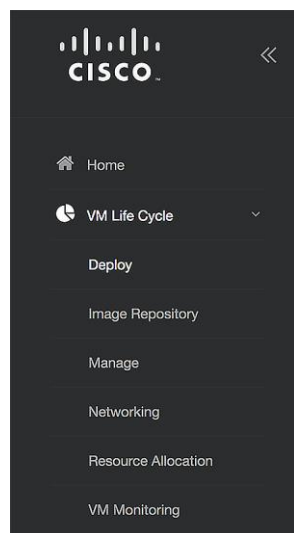 CISCO
Home
VM Life Cycle
Deploy
Image Repository
Manage
Networking
Resource Allocation
VM Monitoring